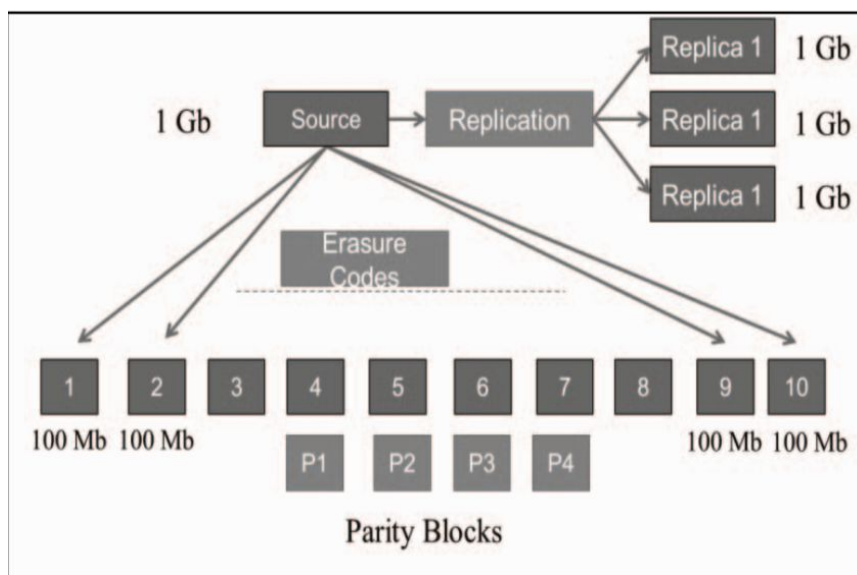 Replica 1 1 Gb
1 Gb Source Replication Replica 1 1 Gb
Replica 1 1 Gb
Erasure
Codes
1 2 3 4 5 6 7 8 9 10
100 Mb 100 Mb 100 Mb 100 Mb
P1 P2 P3 P4
Parity Blocks